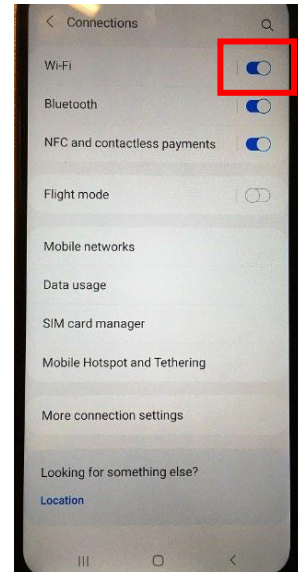 Connections
Wi-Fi
Bluetooth
NFC and contactless payments
Flight mode
Mobile networks
Data usage
SIM card manager
Mobile Hotspot and Tethering
More connection settings
Looking for something else?
Location